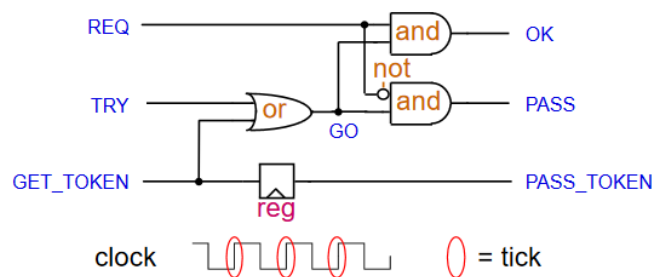 REQ
and
OK
not
TRY
or
and
PASS
GO
GET_TOKEN
PASS_TOKEN
reg
clock
= tick